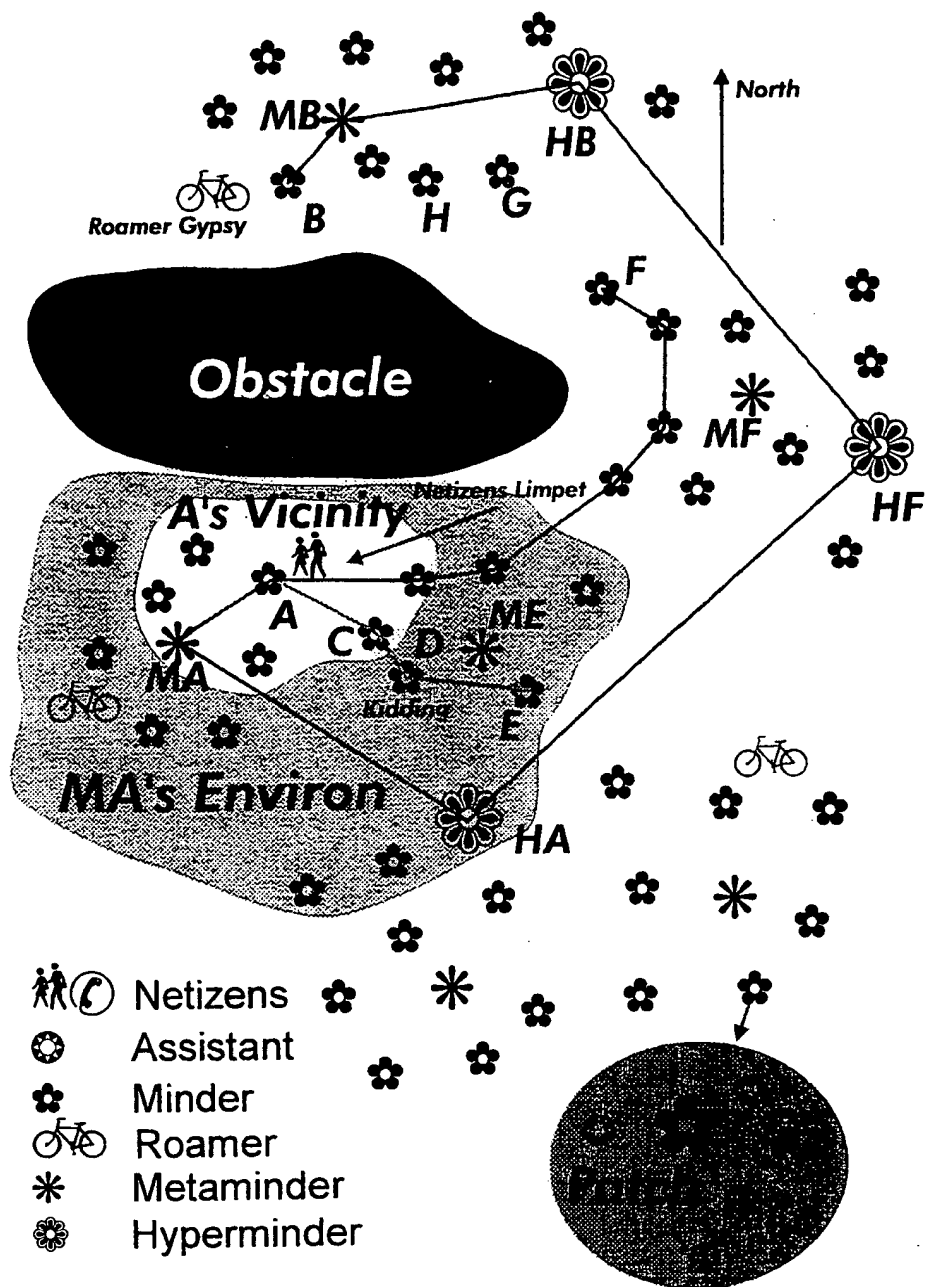 MB
HB
North
Roamer Gypsy
B
H
G
F
Obstacle
MF
HF
Netizens Limpet
A's Vicinity
A
ME
C
D
MA
Kidding
E
MA's Environ
HA
Netizens
Assistant
Minder
Roamer
Metaminder
Hyperminder
Patch